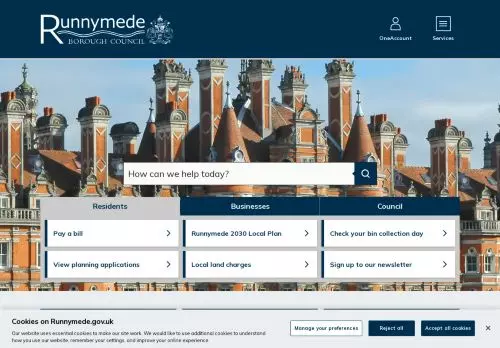 Runnymede
BOROUGH COUNCIL
OneAccount
Services
How can we help today?
Residents
Businesses
Council
Pay a bill
Runnymede 2030 Local Plan
Check your bin collection day
View planning applications
Local land charges
Sign up to our newsletter
Cookies on Runnymede.gov.uk
Our website uses essential cookies to make our site work. We would like to use additional cookies to understand
how you use our website, remember your settings, and improve your online experience
Manage your preferences
Reject all
Accept all cookies